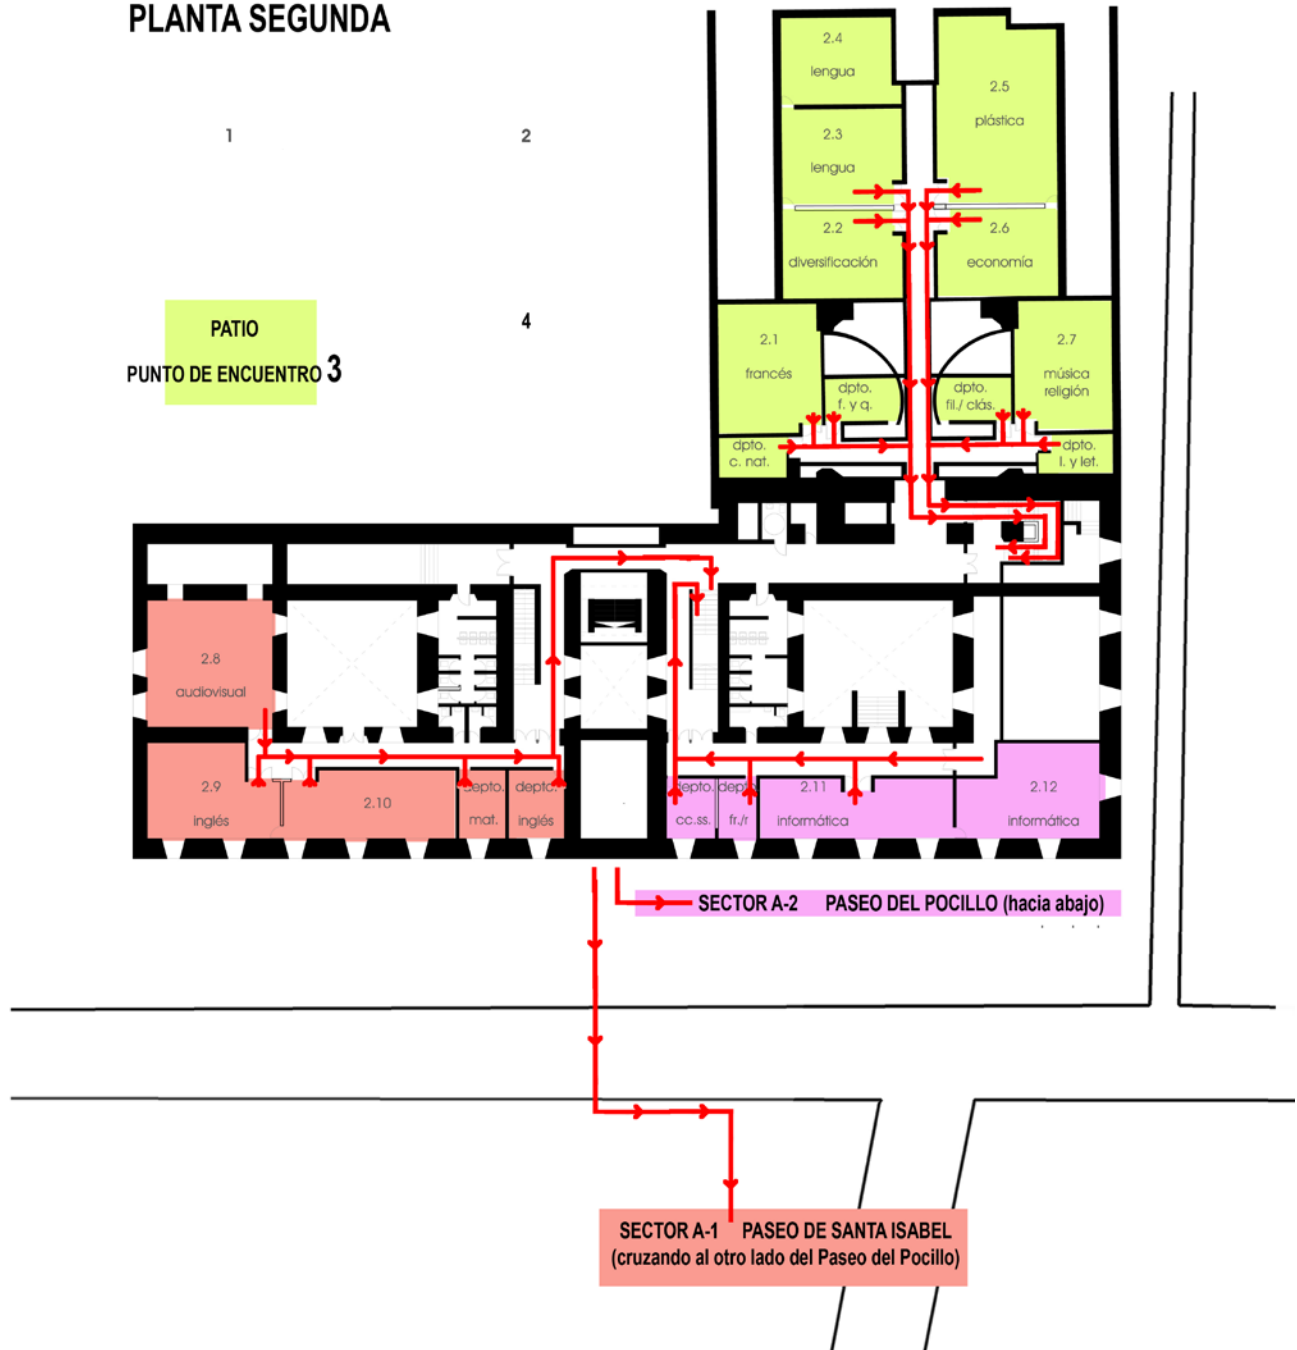 PLANTA SEGUNDA
1
2
PATIO
PUNTO DE ENCUENTRO 3
4
2.4
lengua
2.5
plástica
2.3
lengua
2.2
diversificación
2.6
economía
2.1
francés
2.7
música
religión
dpto.
f. y q.
dpto.
fil./ clás.
dpto.
c. nat.
dpto.
l. y let.
2.8
audiovisual
2.9
inglés
2.10
depto.
mat.
depto.
inglés
depto.
cc.ss.
depto.
fr./r
2.11
informática
2.12
informática
SECTOR A-2 PASEO DEL POCILLO (hacia abajo)
SECTOR A-1 PASEO DE SANTA ISABEL
(cruzando al otro lado del Paseo del Pocillo)